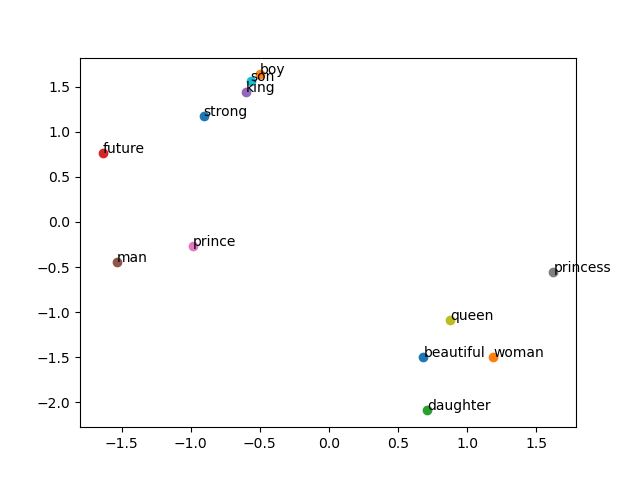 boy
son
king
strong
future
prince
man
princess
queen
beautiful
woman
daughter
1.5
1.0
0.5
0.0
−0.5
−1.0
−1.5
−2.0
−1.5
−1.0
−0.5
0.0
0.5
1.0
1.5